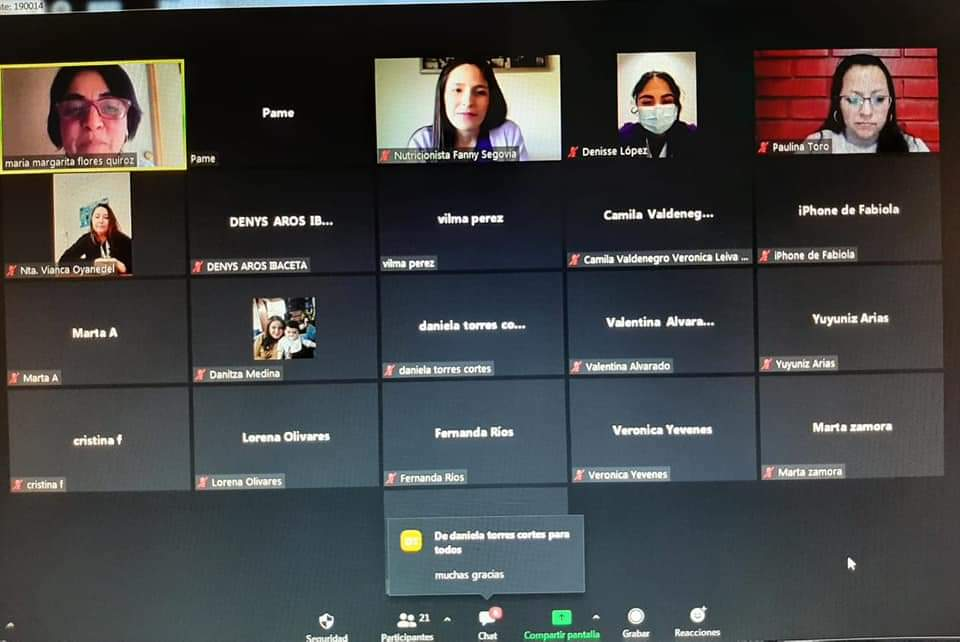 te: 190014
maria margarita flores quiroz
Pame
Pame
Nutricionista Fanny Segovia
Denisse López
Paulina Toro
Nta. Vianca Oyanedel
DENYS AROS IB...
DENYS AROS IBACETA
vilma perez
vilma perez
Camila Valdeneg...
Camila Valdenegro Veronica Leiva ...
iPhone de Fabiola
iPhone de Fabiola
Marta A
Marta A
Danitza Medina
daniela torres co...
daniela torres cortes
Valentina Alvara...
Valentina Alvarado
Yuyuniz Arias
Yuyuniz Arias
cristina f
cristina f
Lorena Olivares
Lorena Olivares
Fernanda Ríos
Fernanda Ríos
Veronica Yevenes
Veronica Yevenes
Marta zamora
Marta zamora
De daniela torres cortes para
todos
muchas gracias
Seguridad
21
Participantes
Chat
Compartir pantalla
Grabar
Reacciones